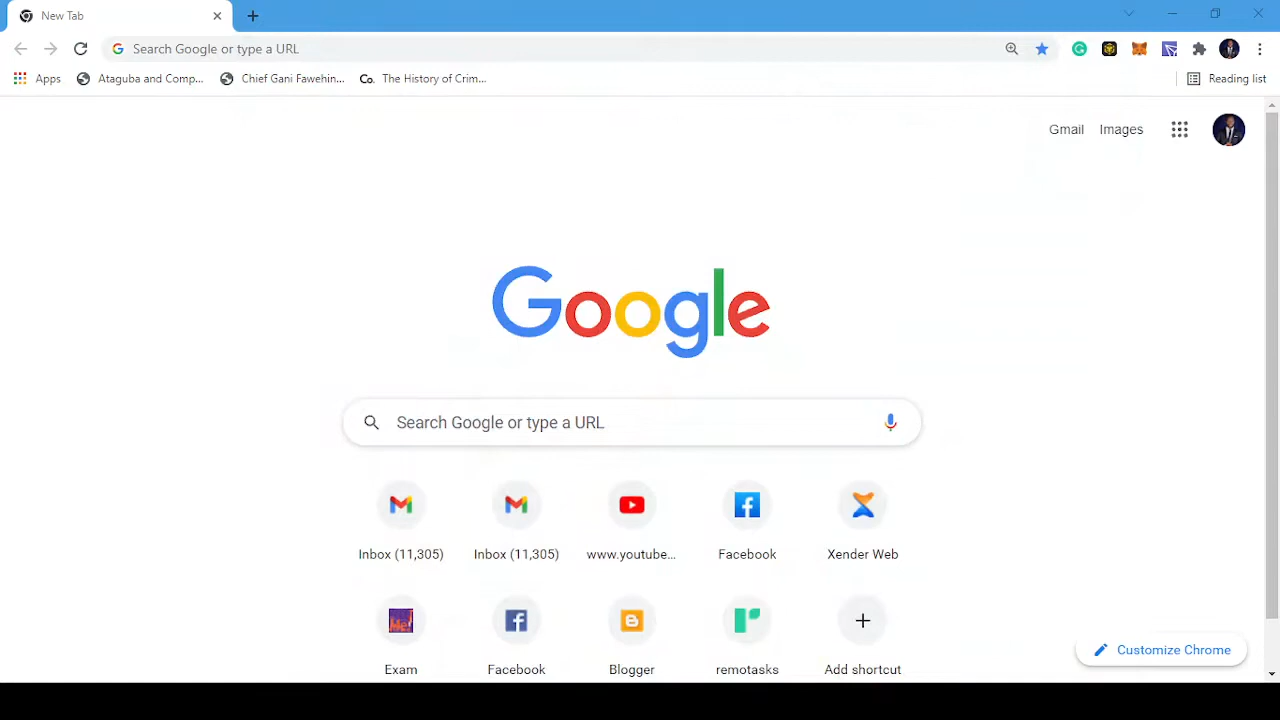 New Tab
Search Google or type a URL
Apps
Ataguba and Comp...
Chief Gani Fawehin...
Co.
The History of Crim...
Reading list
Gmail
Images
Google
Search Google or type a URL
Inbox (11,305)
Inbox (11,305)
www.youtube...
Facebook
Xender Web
Exam
Facebook
Blogger
remotasks
Add shortcut
Customize Chrome